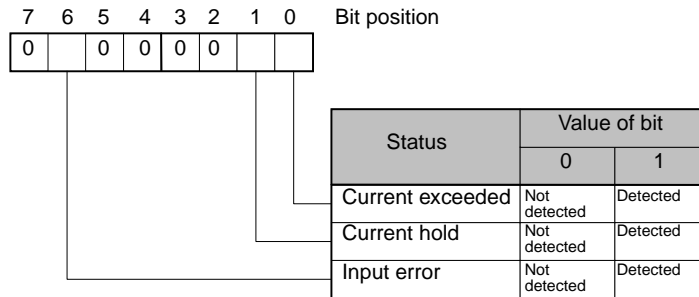 7 6 5 4 3 2 1 0 Bit position
0 0 0 0 0
Status Value of bit
0 1
Current exceeded Not detected Detected
Current hold Not detected Detected
Input error Not detected Detected